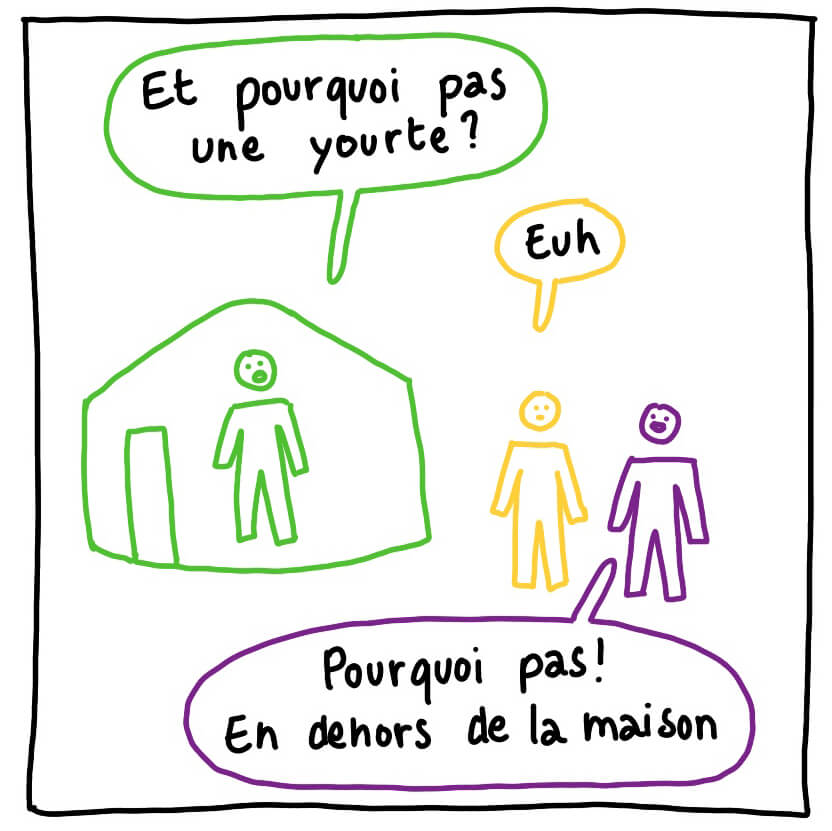 Et pourquoi pas
une yourte?
Euh
Pourquoi pas!
En dehors de la maison